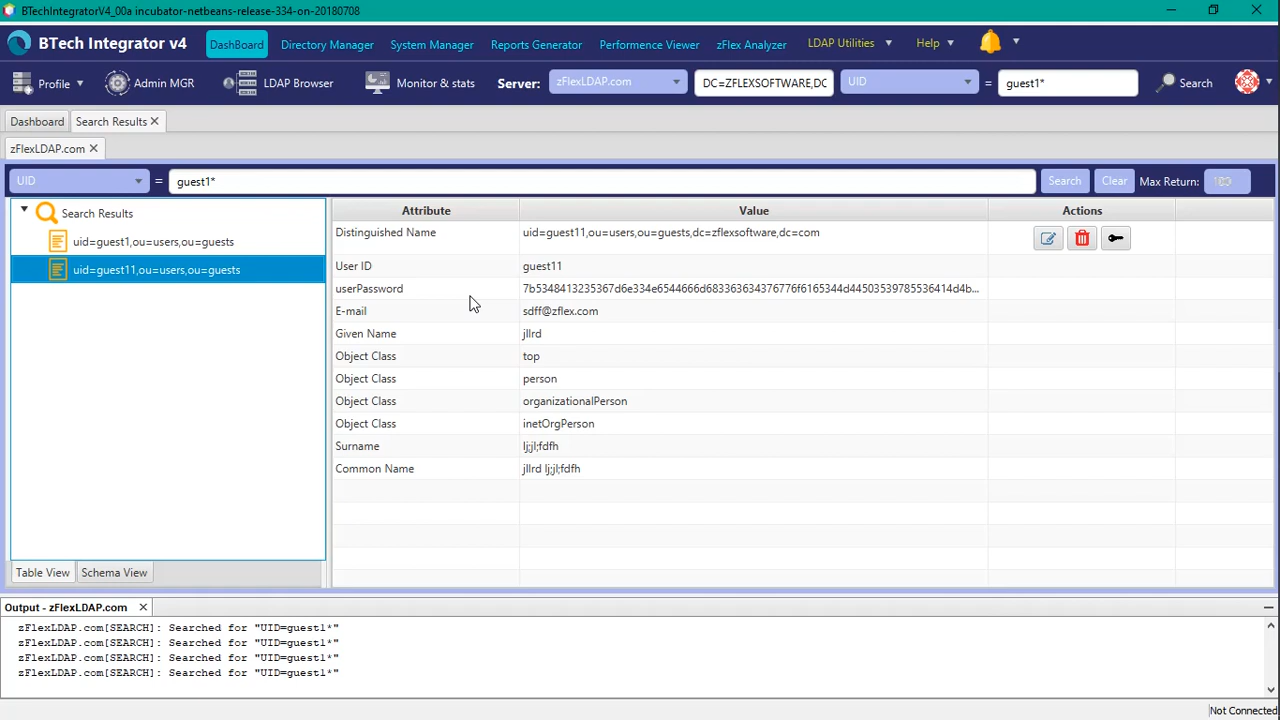 BTechIntegratorV4_00a incubator-netbeans-release-334-on-20180708
BTech Integrator v4 DashBoard Directory Manager System Manager Reports Generator Performence Viewer zFlex Analyzer LDAP Utilities Help
Profile Admin MGR LDAP Browser Monitor & stats Server: zFlexLDAP.com DC=ZFLEXSOFTWARE,DC UID = guest1* Search
Dashboard Search Results
zFlexLDAP.com
UID = guest1* Search Clear Max Return: 100
Search Results
uid=guest1,ou=users,ou=guests
uid=guest11,ou=users,ou=guests
Attribute Value Actions
Distinguished Name uid=guest11,ou=users,ou=guests,dc=zflexsoftware,dc=com
User ID guest11
userPassword 7b5348413235367d6e334e6544666d683363634376776f6165344d44503539785536414d4b...
E-mail sdff@zflex.com
Given Name jllrd
Object Class top
Object Class person
Object Class organizationalPerson
Object Class inetOrgPerson
Surname lj;jl;fdfh
Common Name jllrd lj;jl;fdfh
Table View Schema View
Output - zFlexLDAP.com
zFlexLDAP.com[SEARCH]: Searched for "UID=guest1*"
zFlexLDAP.com[SEARCH]: Searched for "UID=guest1*"
zFlexLDAP.com[SEARCH]: Searched for "UID=guest1*"
zFlexLDAP.com[SEARCH]: Searched for "UID=guest1*"
Not Connected